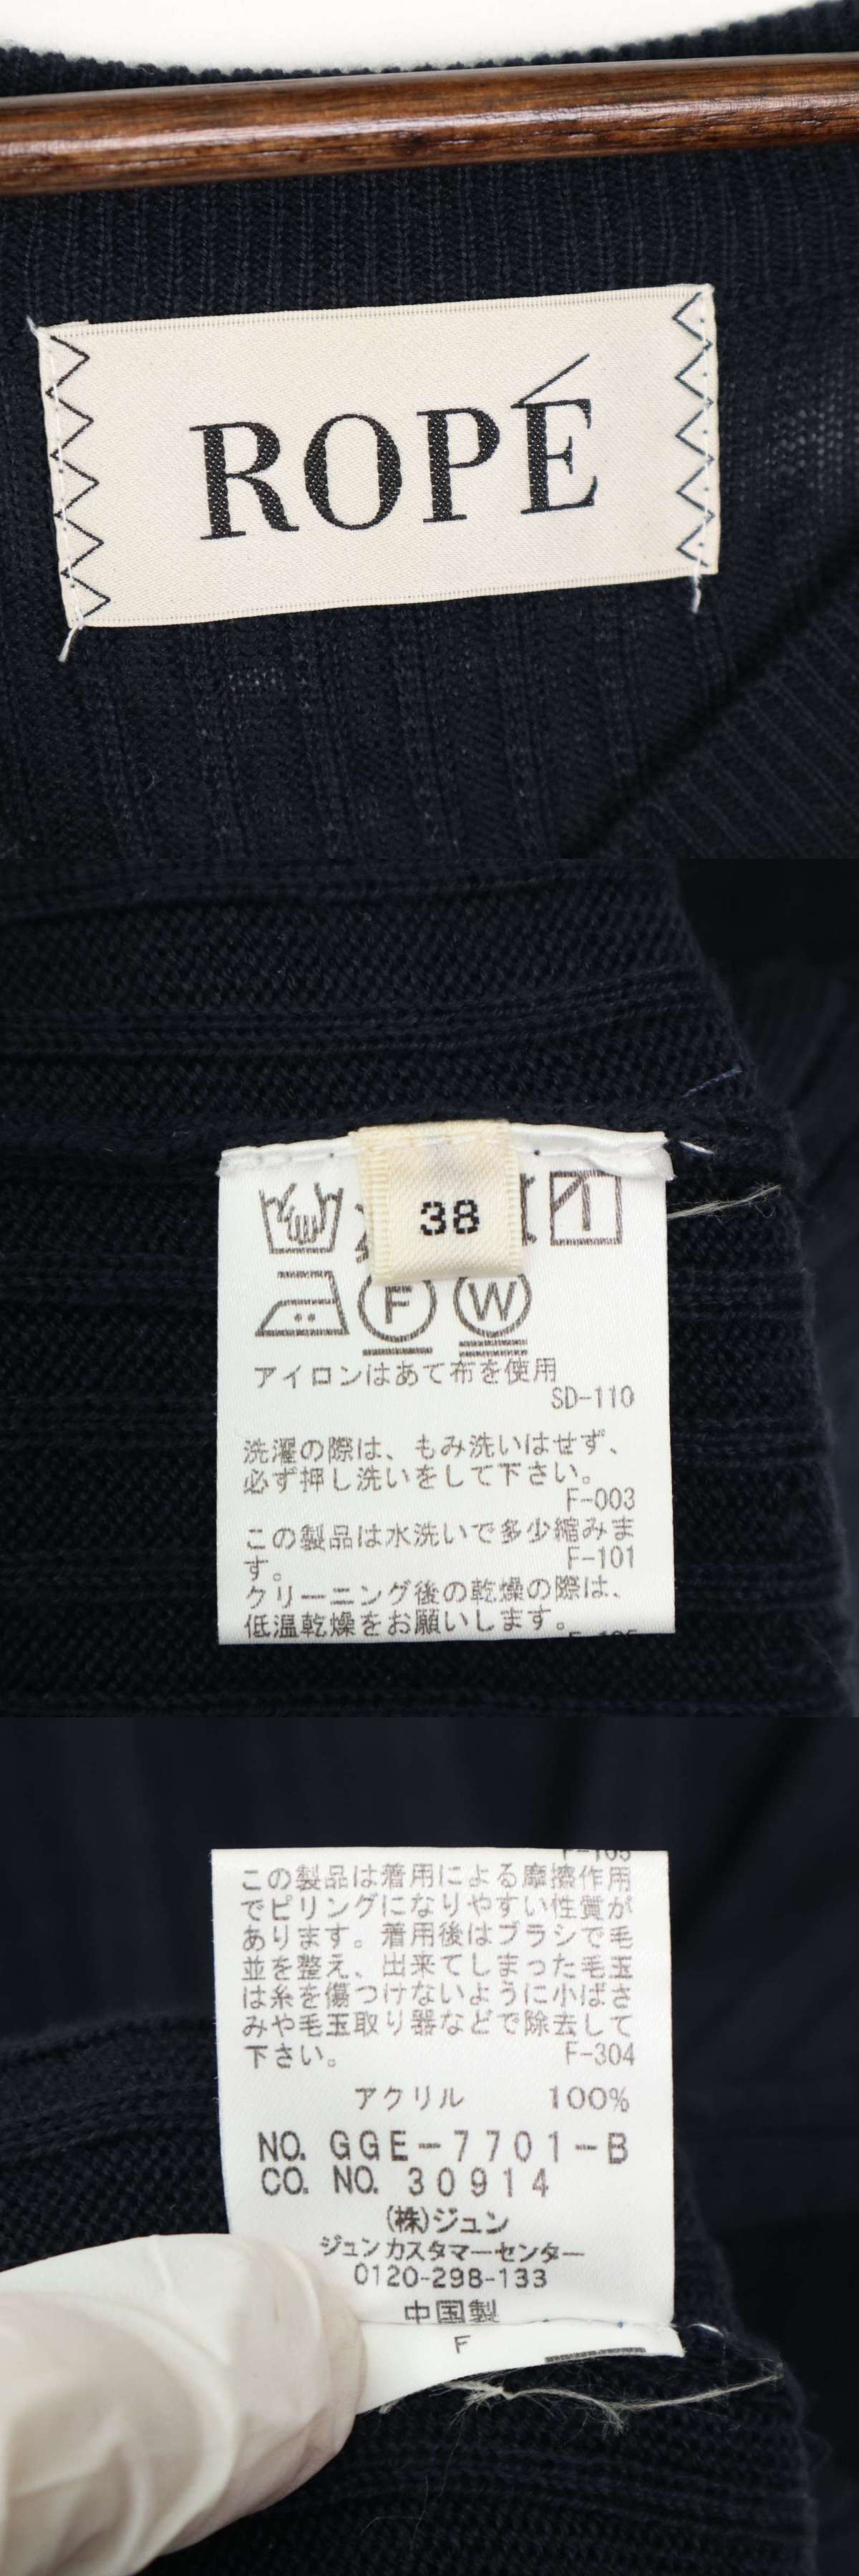 ROPÉ
38
F
W
アイロンはあて布を使用
SD-110
洗濯の際は、もみ洗いはせず、
必ず押し洗いをして下さい。
F-003
この製品は水洗いで多少縮みま
す。
F-101
クリーニング後の乾燥の際は、
低温乾燥をお願いします。
この製品は着用による摩擦作用
でピリングになりやすい性質が
あります。着用後はブラシで毛
並を整え、出来てしまった毛玉
は糸を傷つけないように小ばさ
みや毛玉取り器などで除去して
下さい。
F-304
アクリル 100%
NO. GGE-7701-B
CO. NO. 30914
(株)ジュン
ジュンカスタマーセンター
0120-298-133
中国製
F